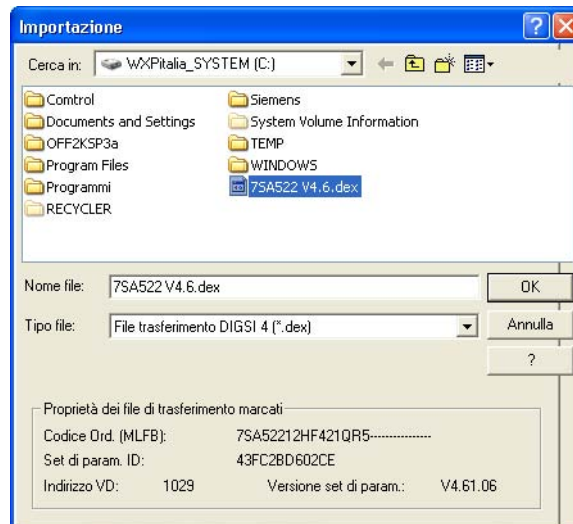 Importazione
Cerca in: WXPitalia_SYSTEM (C:)
Comtrol
Documents and Settings
OFF2KSP3a
Program Files
Programmi
RECYCLER
Siemens
System Volume Information
TEMP
WINDOWS
7SA522 V4.6.dex
Nome file: 7SA522 V4.6.dex OK
Tipo file: File trasferimento DIGSI 4 (*.dex) Annulla
?
Proprietà dei file di trasferimento marcati
Codice Ord. (MLFB): 7SA52212HF421QR5---------------
Set di param. ID: 43FC2BD602CE
Indirizzo VD: 1029 Versione set di param.: V4.61.06